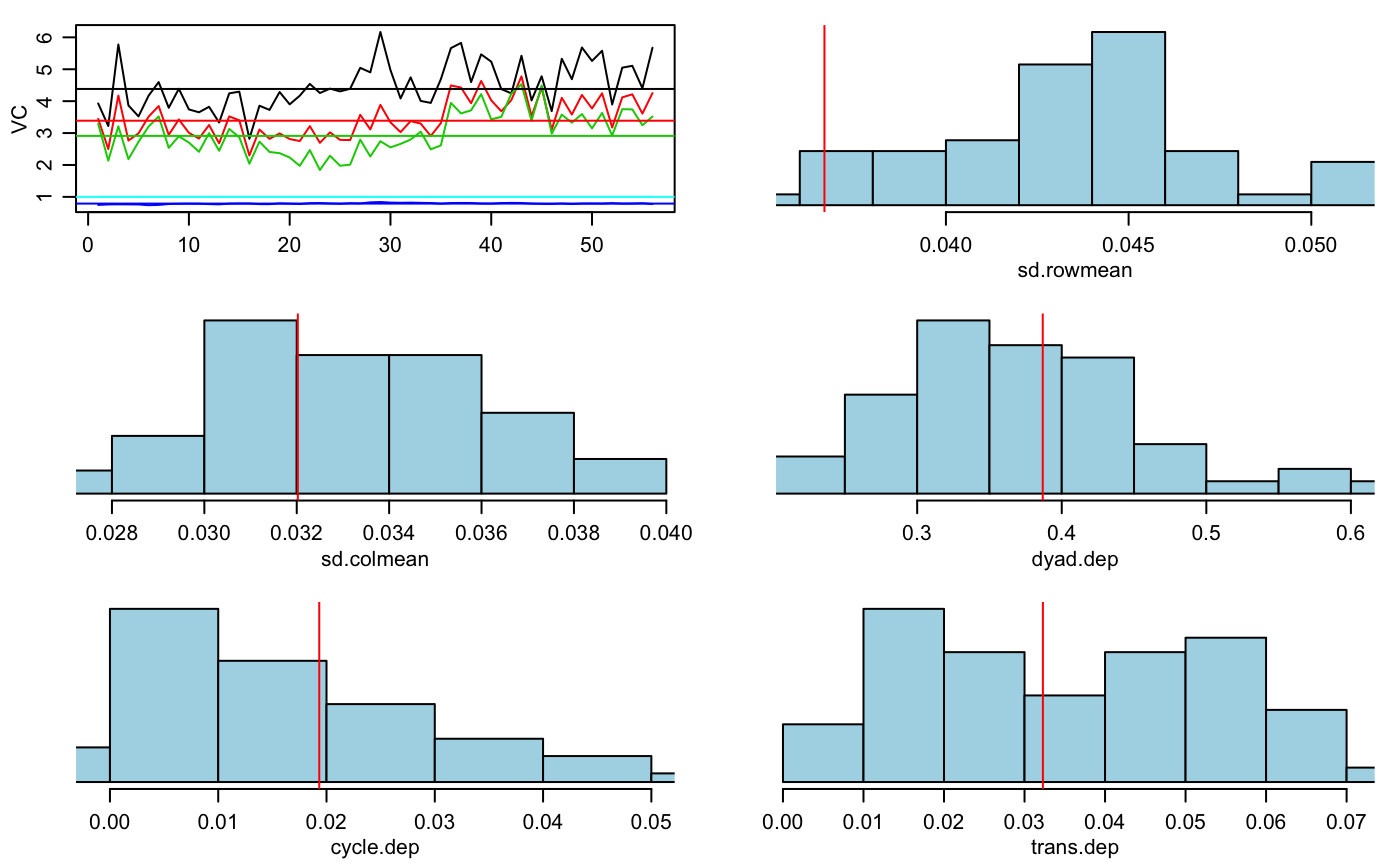 VC
6
5
4
3
2
1
0 10 20 30 40 50
0.040 0.045 0.050
sd.rowmean
0.028 0.030 0.032 0.034 0.036 0.038 0.040
sd.colmean
0.3 0.4 0.5 0.6
dyad.dep
0.00 0.01 0.02 0.03 0.04 0.05
cycle.dep
0.00 0.01 0.02 0.03 0.04 0.05 0.06 0.07
trans.dep